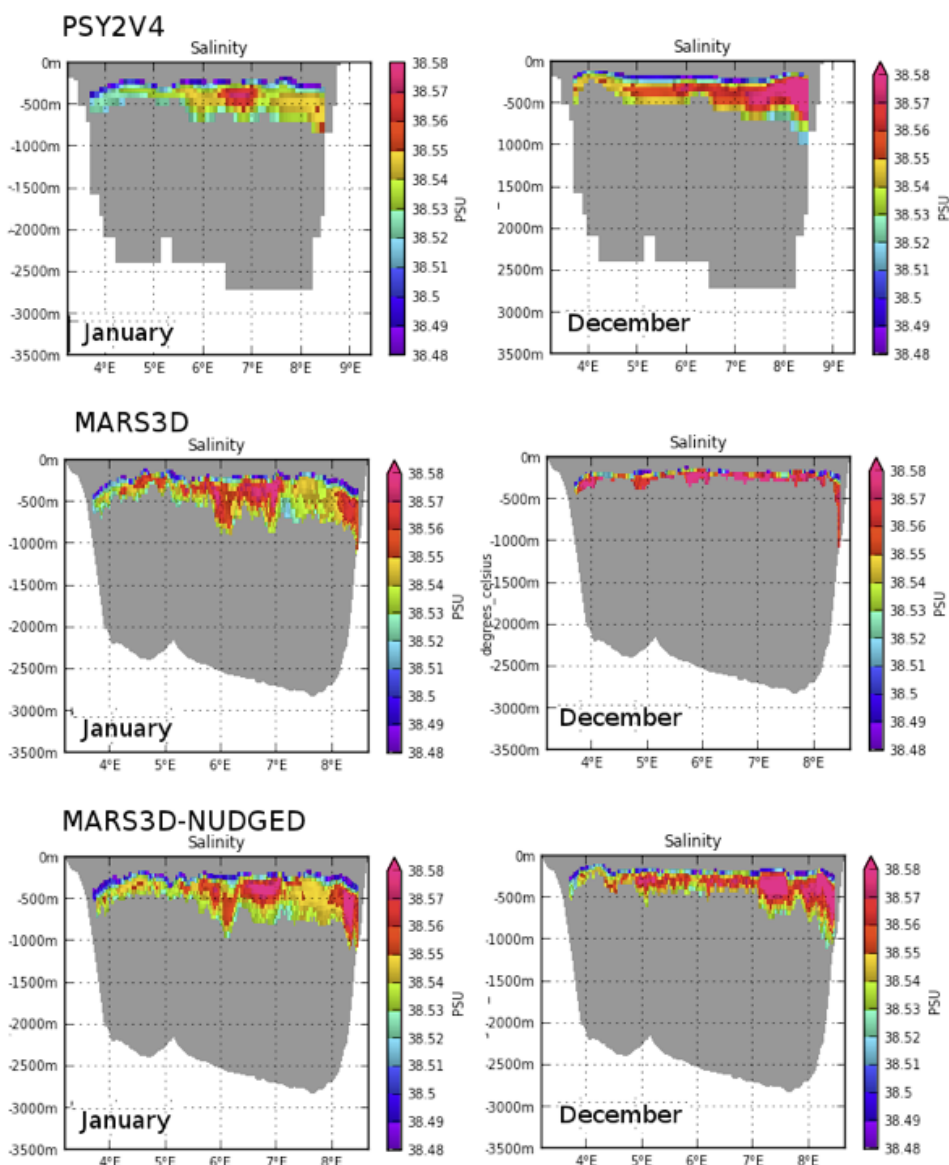 PSY2V4
Salinity
0m
-500m
-1000m
-1500m
-2000m
-2500m
-3000m
-3500m
January
4°E 5°E 6°E 7°E 8°E 9°E
38.58
38.57
38.56
38.55
38.54
38.53
38.52
38.51
38.5
38.49
38.48
PSU
Salinity
0m
-500m
1000m
-1500m
-2000m
-2500m
-3000m
-3500m
December
4°E 5°E 6°E 7°E 8°E 9°E
38.58
38.57
38.56
38.55
38.54
38.53
38.52
38.51
38.5
38.49
38.48
PSU
MARS3D
Salinity
0m
-500m
-1000m
-1500m
-2000m
-2500m
-3000m
-3500m
January
4°E 5°E 6°E 7°E 8°E
38.58
38.57
38.56
38.55
38.54
38.53
38.52
38.51
38.5
38.49
38.48
PSU
Salinity
degrees_celsius
0m
-500m
-1000m
-1500m
-2000m
-2500m
-3000m
-3500m
December
4°E 5°E 6°E 7°E 8°E
38.58
38.57
38.56
38.55
38.54
38.53
38.52
38.51
38.5
38.49
38.48
PSU
MARS3D-NUDGED
Salinity
0m
-500m
-1000m
-1500m
-2000m
-2500m
-3000m
-3500m
January
4°E 5°E 6°E 7°E 8°E
38.58
38.57
38.56
38.55
38.54
38.53
38.52
38.51
38.5
38.49
38.48
PSU
Salinity
0m
-500m
-1000m
-1500m
-2000m
-2500m
-3000m
-3500m
December
4°E 5°E 6°E 7°E 8°E
38.58
38.57
38.56
38.55
38.54
38.53
38.52
38.51
38.5
38.49
38.48
PSU